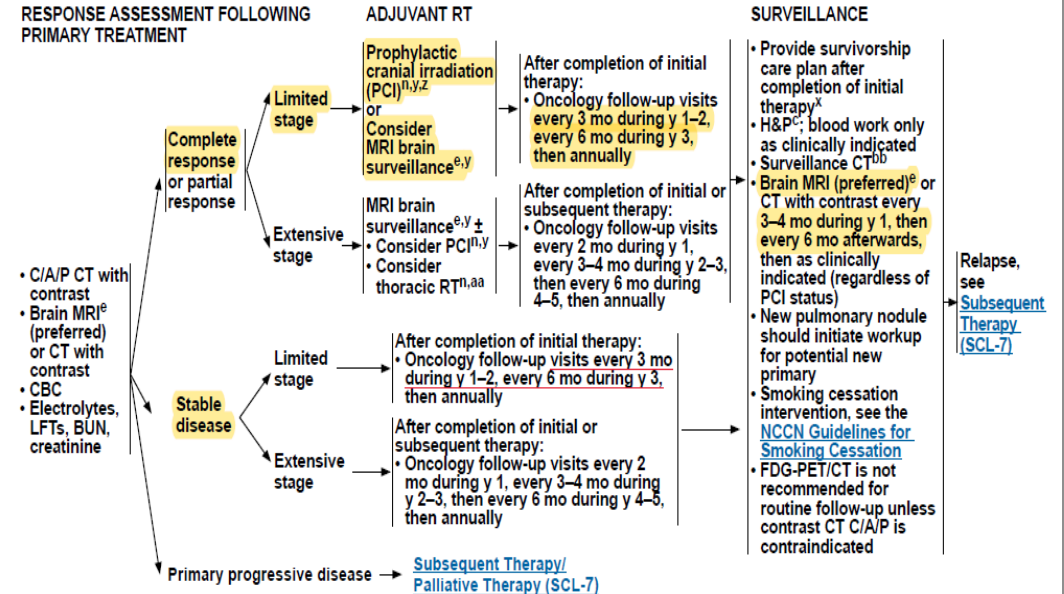 RESPONSE ASSESSMENT FOLLOWING
PRIMARY TREATMENT
ADJUVANT RT
SURVEILLANCE
• C/A/P CT with
contrast
• Brain MRIe
(preferred)
or CT with
contrast
• CBC
• Electrolytes,
LFTs, BUN,
creatinine
Complete
response
or partial
response
Limited
stage
Prophylactic
cranial irradiation
(PCI)n,y,z
or
Consider
MRI brain
surveillancee,y
After completion of initial
therapy:
• Oncology follow-up visits
every 3 mo during y 1–2,
every 6 mo during y 3,
then annually
Extensive
stage
MRI brain
surveillancee,y ±
• Consider PCIn,y
• Consider
thoracic RTn,aa
After completion of initial or
subsequent therapy:
• Oncology follow-up visits
every 2 mo during y 1,
every 3–4 mo during y 2–3,
then every 6 mo during y
4–5, then annually
Stable
disease
Limited
stage
After completion of initial therapy:
• Oncology follow-up visits every 3 mo
during y 1–2, every 6 mo during y 3,
then annually
Extensive
stage
After completion of initial or
subsequent therapy:
• Oncology follow-up visits every 2
mo during y 1, every 3–4 mo during
y 2–3, then every 6 mo during y 4–5,
then annually
Primary progressive disease
Subsequent Therapy/
Palliative Therapy (SCL-7)
• Provide survivorship
care plan after
completion of initial
therapyx
• H&Pc; blood work only
as clinically indicated
• Surveillance CTbb
• Brain MRI (preferred)e or
CT with contrast every
3–4 mo during y 1, then
every 6 mo afterwards,
then as clinically
indicated (regardless of
PCI status)
• New pulmonary nodule
should initiate workup
for potential new
primary
• Smoking cessation
intervention, see the
NCCN Guidelines for
Smoking Cessation
• FDG-PET/CT is not
recommended for
routine follow-up unless
contrast CT C/A/P is
contraindicated
Relapse,
see
Subsequent
Therapy
(SCL-7)